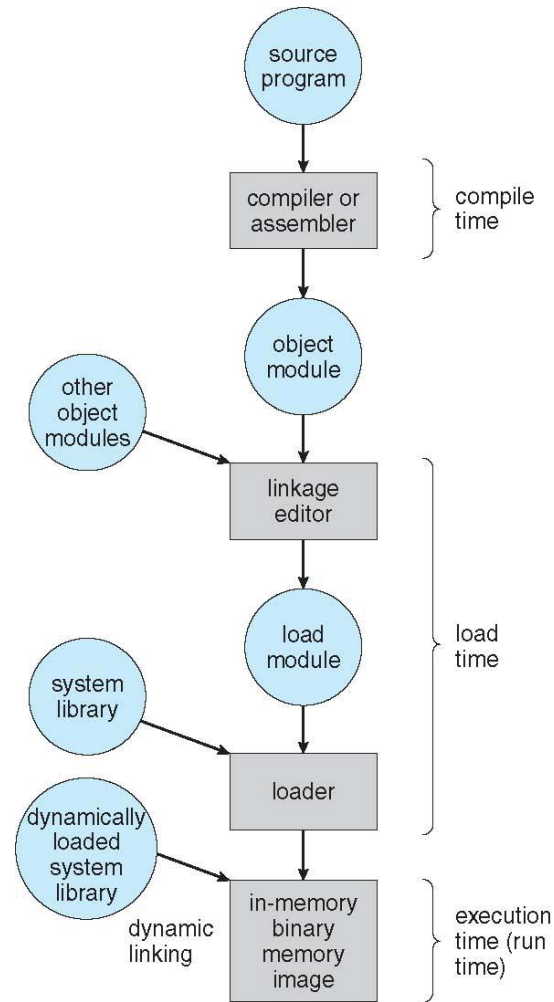 source
program
compiler or
assembler
compile
time
object
module
other
object
modules
linkage
editor
load
module
load
time
system
library
loader
dynamically
loaded
system
library
dynamic
linking
in-memory
binary
memory
image
execution
time (run
time)